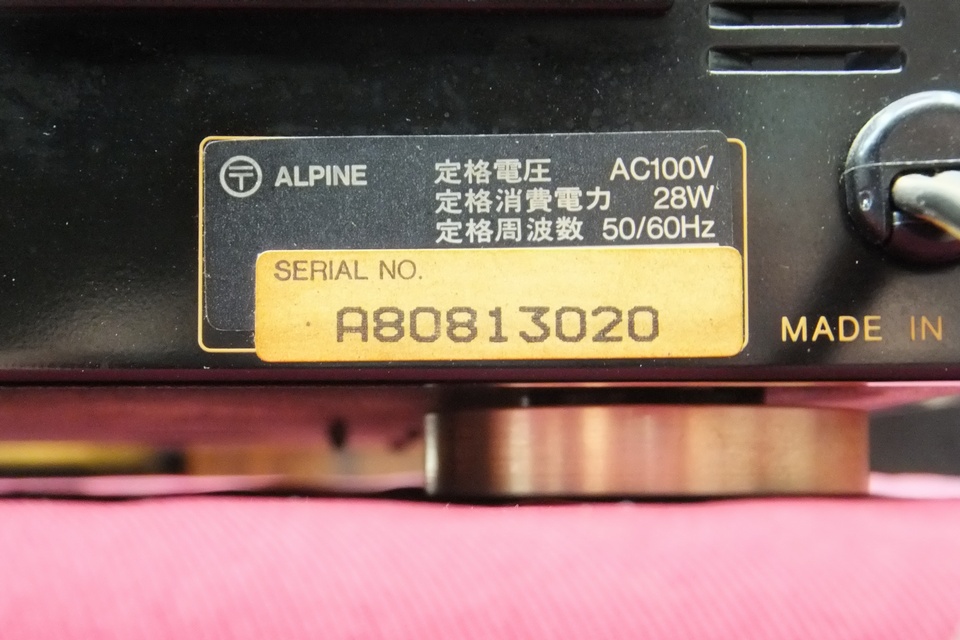 〒 ALPINE
定格電圧 AC100V
定格消費電力 28W
定格周波数 50/60Hz
SERIAL NO.
A80813020
MADE IN